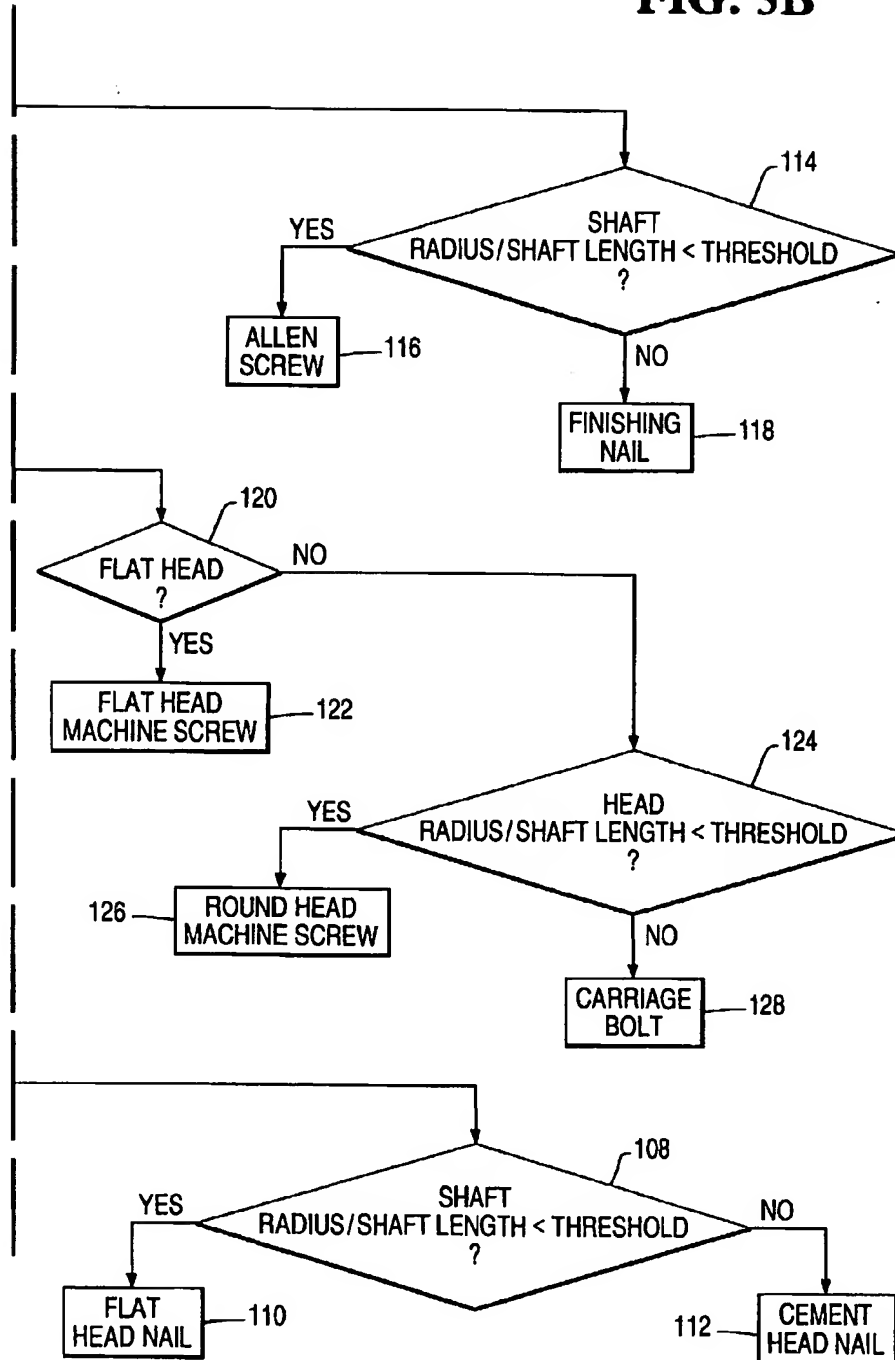 FIG. 3B
114
SHAFT
RADIUS/SHAFT LENGTH < THRESHOLD
?
YES
ALLEN
SCREW
116
NO
FINISHING
NAIL
118
120
FLAT HEAD
?
NO
YES
FLAT HEAD
MACHINE SCREW
122
124
HEAD
RADIUS/SHAFT LENGTH < THRESHOLD
?
YES
126
ROUND HEAD
MACHINE SCREW
NO
CARRIAGE
BOLT
128
108
SHAFT
RADIUS/SHAFT LENGTH < THRESHOLD
?
YES
NO
FLAT
HEAD NAIL
110
112
CEMENT
HEAD NAIL